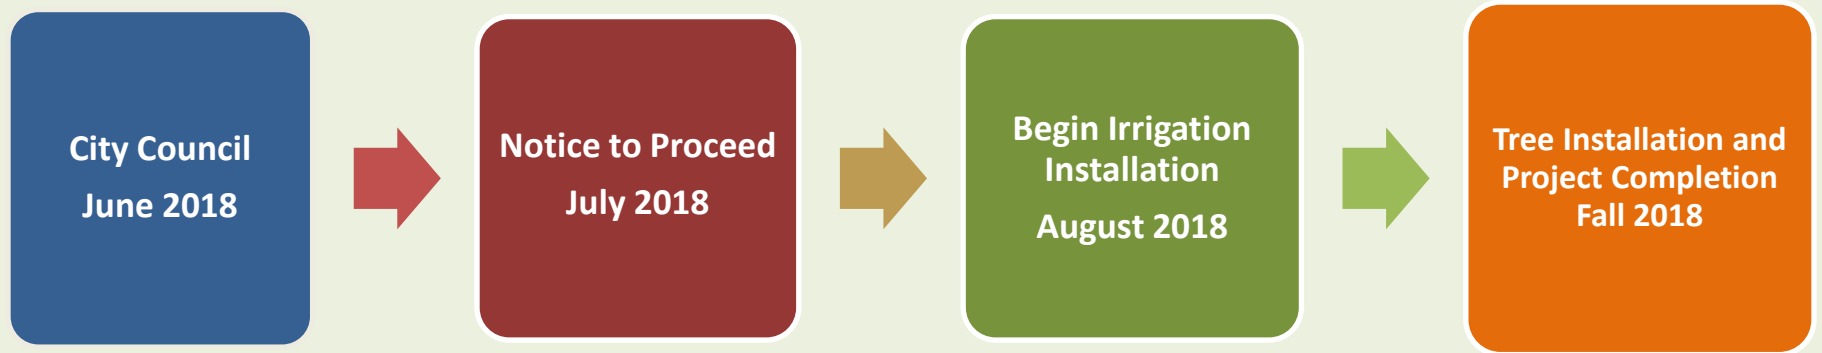 City Council
June 2018
Notice to Proceed
July 2018
Begin Irrigation
Installation
August 2018
Tree Installation and
Project Completion
Fall 2018